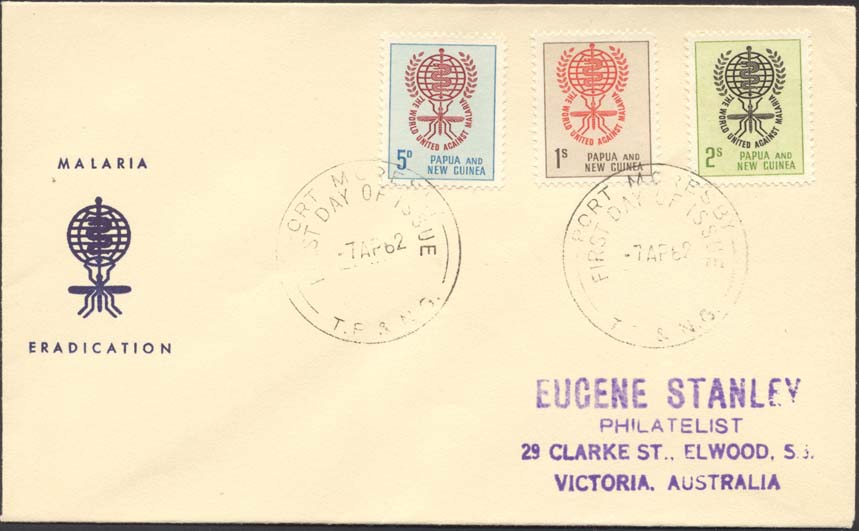 MALARIA
ERADICATION
THE WORLD UNITED AGAINST MALARIA
5D
PAPUA AND
NEW GUINEA
THE WORLD UNITED AGAINST MALARIA
1S
PAPUA AND
NEW GUINEA
THE WORLD UNITED AGAINST MALARIA
2S
PAPUA AND
NEW GUINEA
PORT MORESBY
FIRST DAY OF ISSUE
-7AP62
T.P. & N.G.
PORT MORESBY
FIRST DAY OF ISSUE
-7AP62
T.P. & N.G.
EUGENE STANLEY
PHILATELIST
29 CLARKE ST., ELWOOD,
VICTORIA, AUSTRALIA